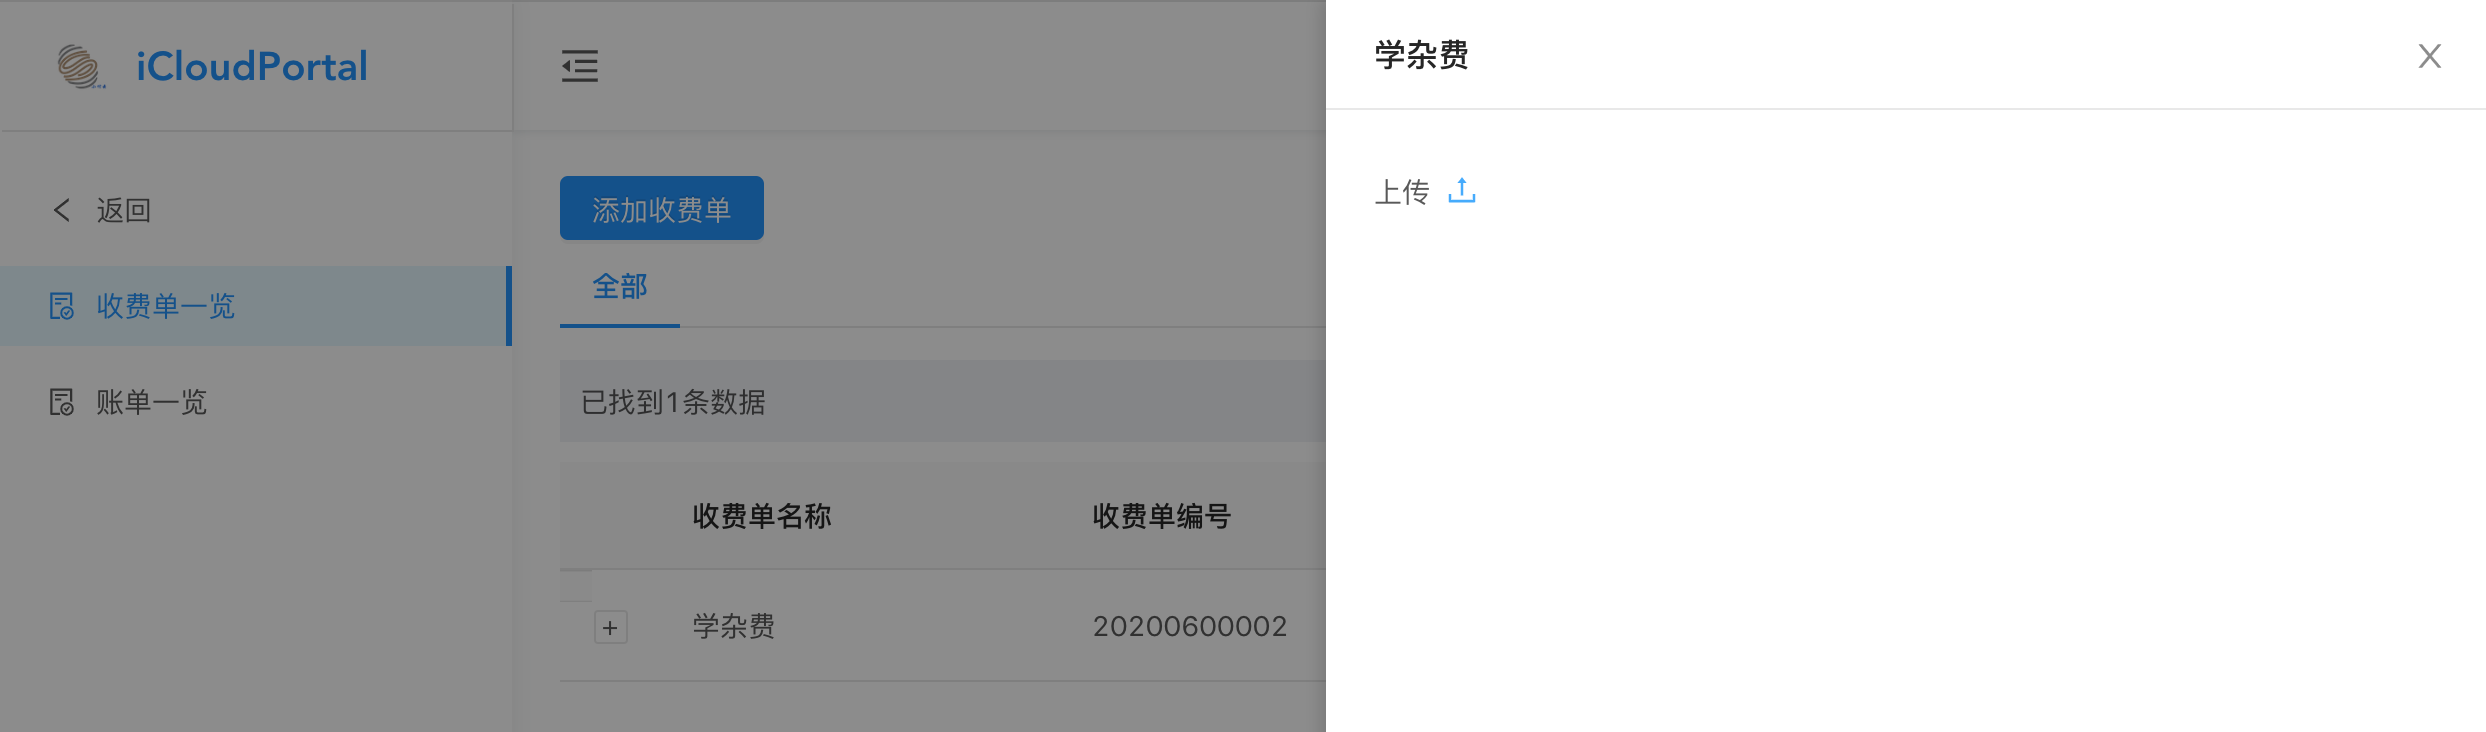 iCloudPortal
返回
收费单一览
账单一览
添加收费单
全部
已找到1条数据
收费单名称 收费单编号
学杂费 20200600002
学杂费
上传